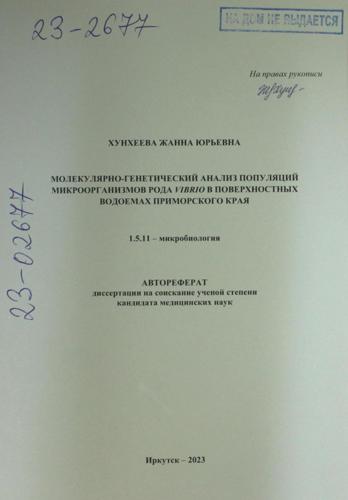 23-2677
НА ДОМ НЕ ВЫДАЕТСЯ
На правах рукописи
ХУНХЕЕВА ЖАННА ЮРЬЕВНА
МОЛЕКУЛЯРНО-ГЕНЕТИЧЕСКИЙ АНАЛИЗ ПОПУЛЯЦИЙ
МИКРООРГАНИЗМОВ РОДА VIBRIO В ПОВЕРХНОСТНЫХ
ВОДОЕМАХ ПРИМОРСКОГО КРАЯ
23-02677
1.5.11 – микробиология
АВТОРЕФЕРАТ
диссертации на соискание ученой степени
кандидата медицинских наук
Иркутск – 2023